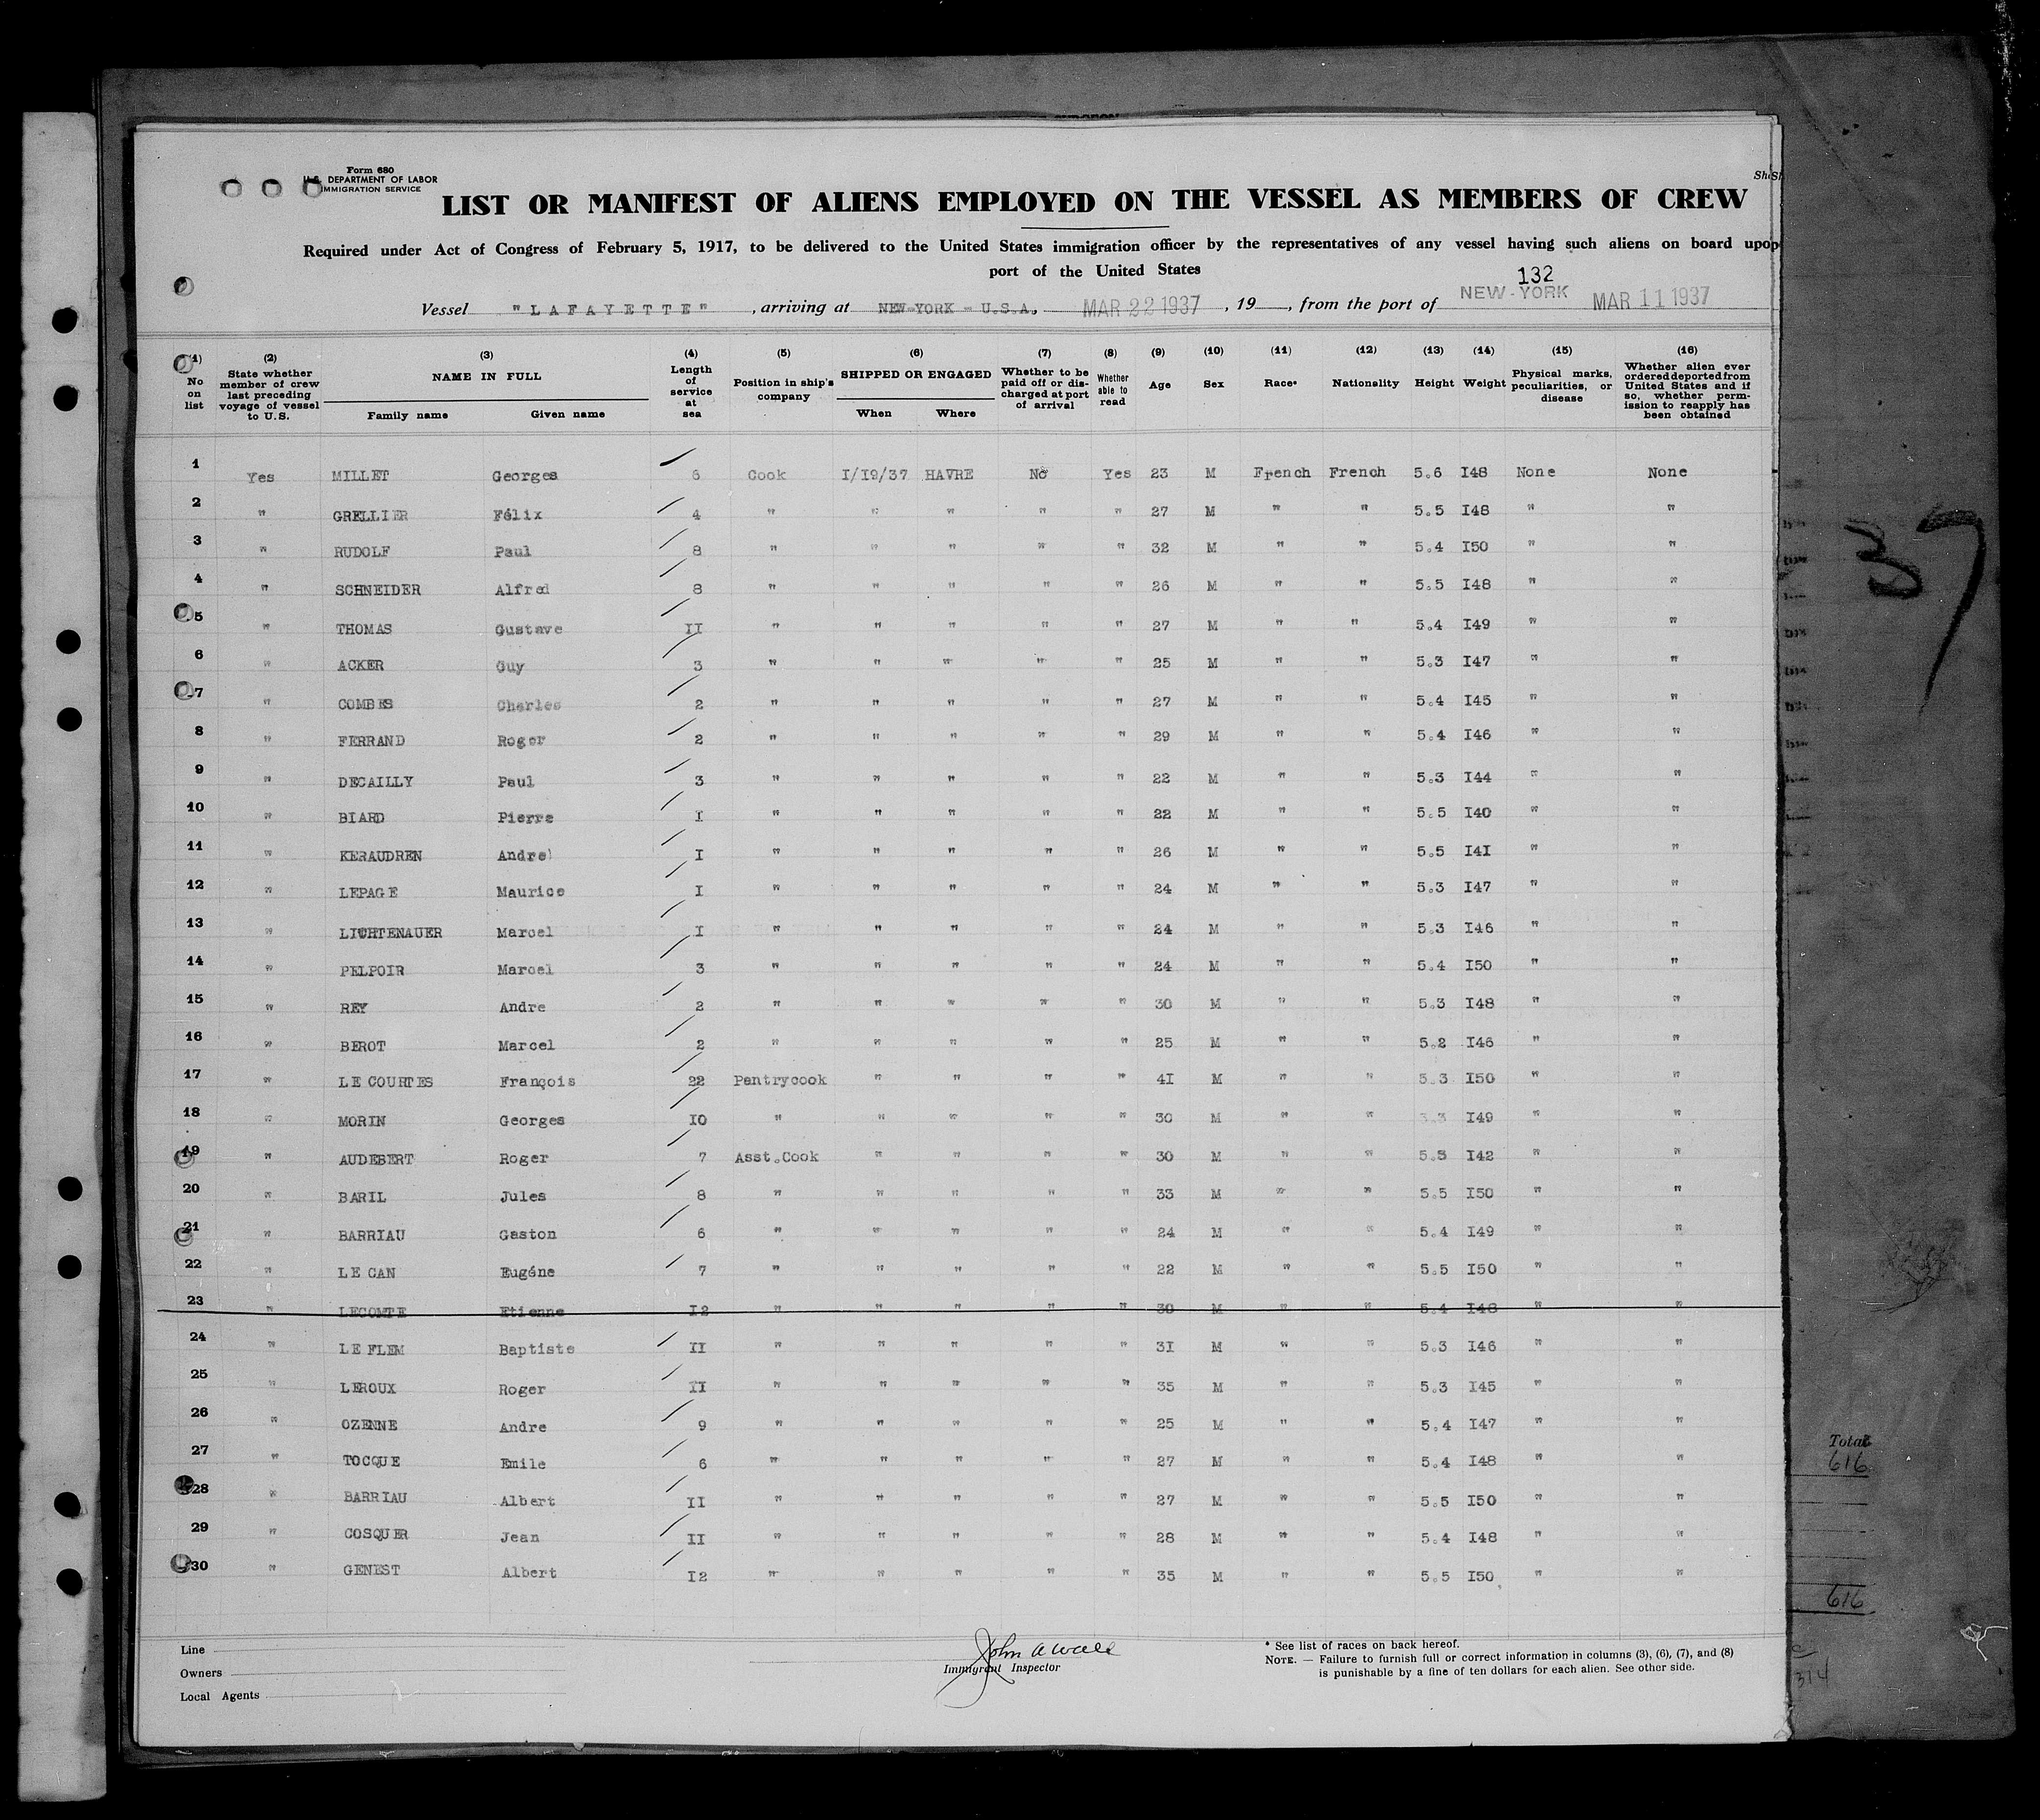 Form 680
U.S. DEPARTMENT OF LABOR
IMMIGRATION SERVICE
LIST OR MANIFEST OF ALIENS EMPLOYED ON THE VESSEL AS MEMBERS OF CREW
Required under Act of Congress of February 5, 1917, to be delivered to the United States immigration officer by the representatives of any vessel having such aliens on board upon
port of the United States
132
Vessel "LAFAYETTE" , arriving at NEW-YORK - U.S.A. MAR 22 1937 , 19 , from the port of NEW-YORK MAR 11 1937
(1) No on list (2) State whether member of crew last preceding voyage of vessel to U.S. (3) NAME IN FULL Family name Given name (4) Length of service at sea (5) Position in ship's company (6) SHIPPED OR ENGAGED When Where (7) Whether to be paid off or discharged at port of arrival (8) Whether able to read (9) Age (10) Sex (11) Race* (12) Nationality (13) Height (14) Weight (15) Physical marks, peculiarities, or disease (16) Whether alien ever ordered deported from United States and if so, whether permission to reapply has been obtained
1 Yes MILLET Georges 6 Cook I/I9/37 HAVRE No Yes 23 M French French 5.6 I48 None None
2 " GRELLIER Félix 4 " " " " " 27 M " " 5.5 I48 " "
3 " RUDOLF Paul 8 " " " " " 32 M " " 5.4 I50 " "
4 " SCHNEIDER Alfred 8 " " " " " 26 M " " 5.5 I48 " "
5 " THOMAS Gustave II " " " " " 27 M " " 5.4 I49 " "
6 " ACKER Guy 3 " " " " " 25 M " " 5.3 I47 " "
7 " COMBES Charles 2 " " " " " 27 M " " 5.4 I45 " "
8 " FERRAND Roger 2 " " " " " 29 M " " 5.4 I46 " "
9 " DECAILLY Paul 3 " " " " " 22 M " " 5.3 I44 " "
10 " BIARD Pierre I " " " " " 22 M " " 5.5 I40 " "
11 " KERAUDREN Andre I " " " " " 26 M " " 5.5 I4I " "
12 " LEPAGE Maurice I " " " " " 24 M " " 5.3 I47 " "
13 " LICHTENAUER Marcel I " " " " " 24 M " " 5.3 I46 " "
14 " PELPOIR Marcel 3 " " " " " 24 M " " 5.4 I50 " "
15 " REY Andre 2 " " " " " 30 M " " 5.3 I48 " "
16 " BEROT Marcel 2 " " " " " 25 M " " 5.2 I46 " "
17 " LE COURTES François 22 Pantrycook " " " " 4I M " " 5.3 I50 " "
18 " MORIN Georges I0 " " " " " 30 M " " 5.3 I49 " "
19 " AUDEBERT Roger 7 Asst.Cook " " " " 30 M " " 5.5 I42 " "
20 " BARIL Jules 8 " " " " " 33 M " " 5.5 I50 " "
21 " BARRIAU Gaston 6 " " " " " 24 M " " 5.4 I49 " "
22 " LE CAN Eugéne 7 " " " " " 22 M " " 5.5 I50 " "
23 " LECOMTE Etienne I2 " " " " " 30 M " " 5.4 I48 " "
24 " LE FLEM Baptiste II " " " " " 3I M " " 5.3 I46 " "
25 " LEROUX Roger II " " " " " 35 M " " 5.3 I45 " "
26 " OZENNE Andre 9 " " " " " 25 M " " 5.4 I47 " "
27 " TOCQUE Emile 6 " " " " " 27 M " " 5.4 I48 " "
28 " BARRIAU Albert II " " " " " 27 M " " 5.5 I50 " "
29 " COSQUER Jean II " " " " " 28 M " " 5.4 I48 " "
30 " GENEST Albert I2 " " " " " 35 M " " 5.5 I50 " "
Line
Owners
Local Agents
John A Wall
Immigrant Inspector
* See list of races on back hereof.
NOTE. — Failure to furnish full or correct information in columns (3), (6), (7), and (8)
is punishable by a fine of ten dollars for each alien. See other side.
37
Total
616
616
314